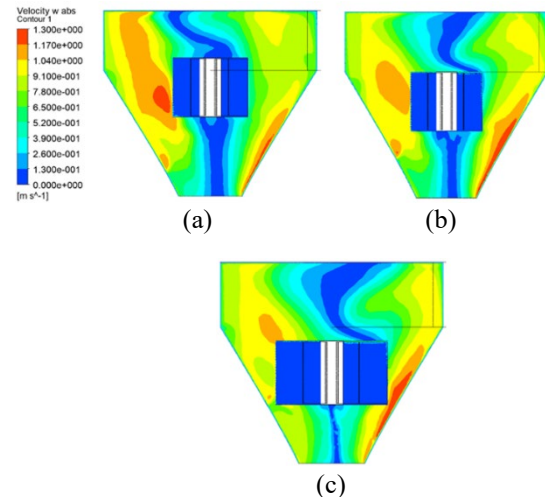 Velocity w abs
Contour 1
1.300e+000
1.170e+000
1.040e+000
9.100e-001
7.800e-001
6.500e-001
5.200e-001
3.900e-001
2.600e-001
1.300e-001
0.000e+000
[m s^-1]
(a)
(b)
(c)